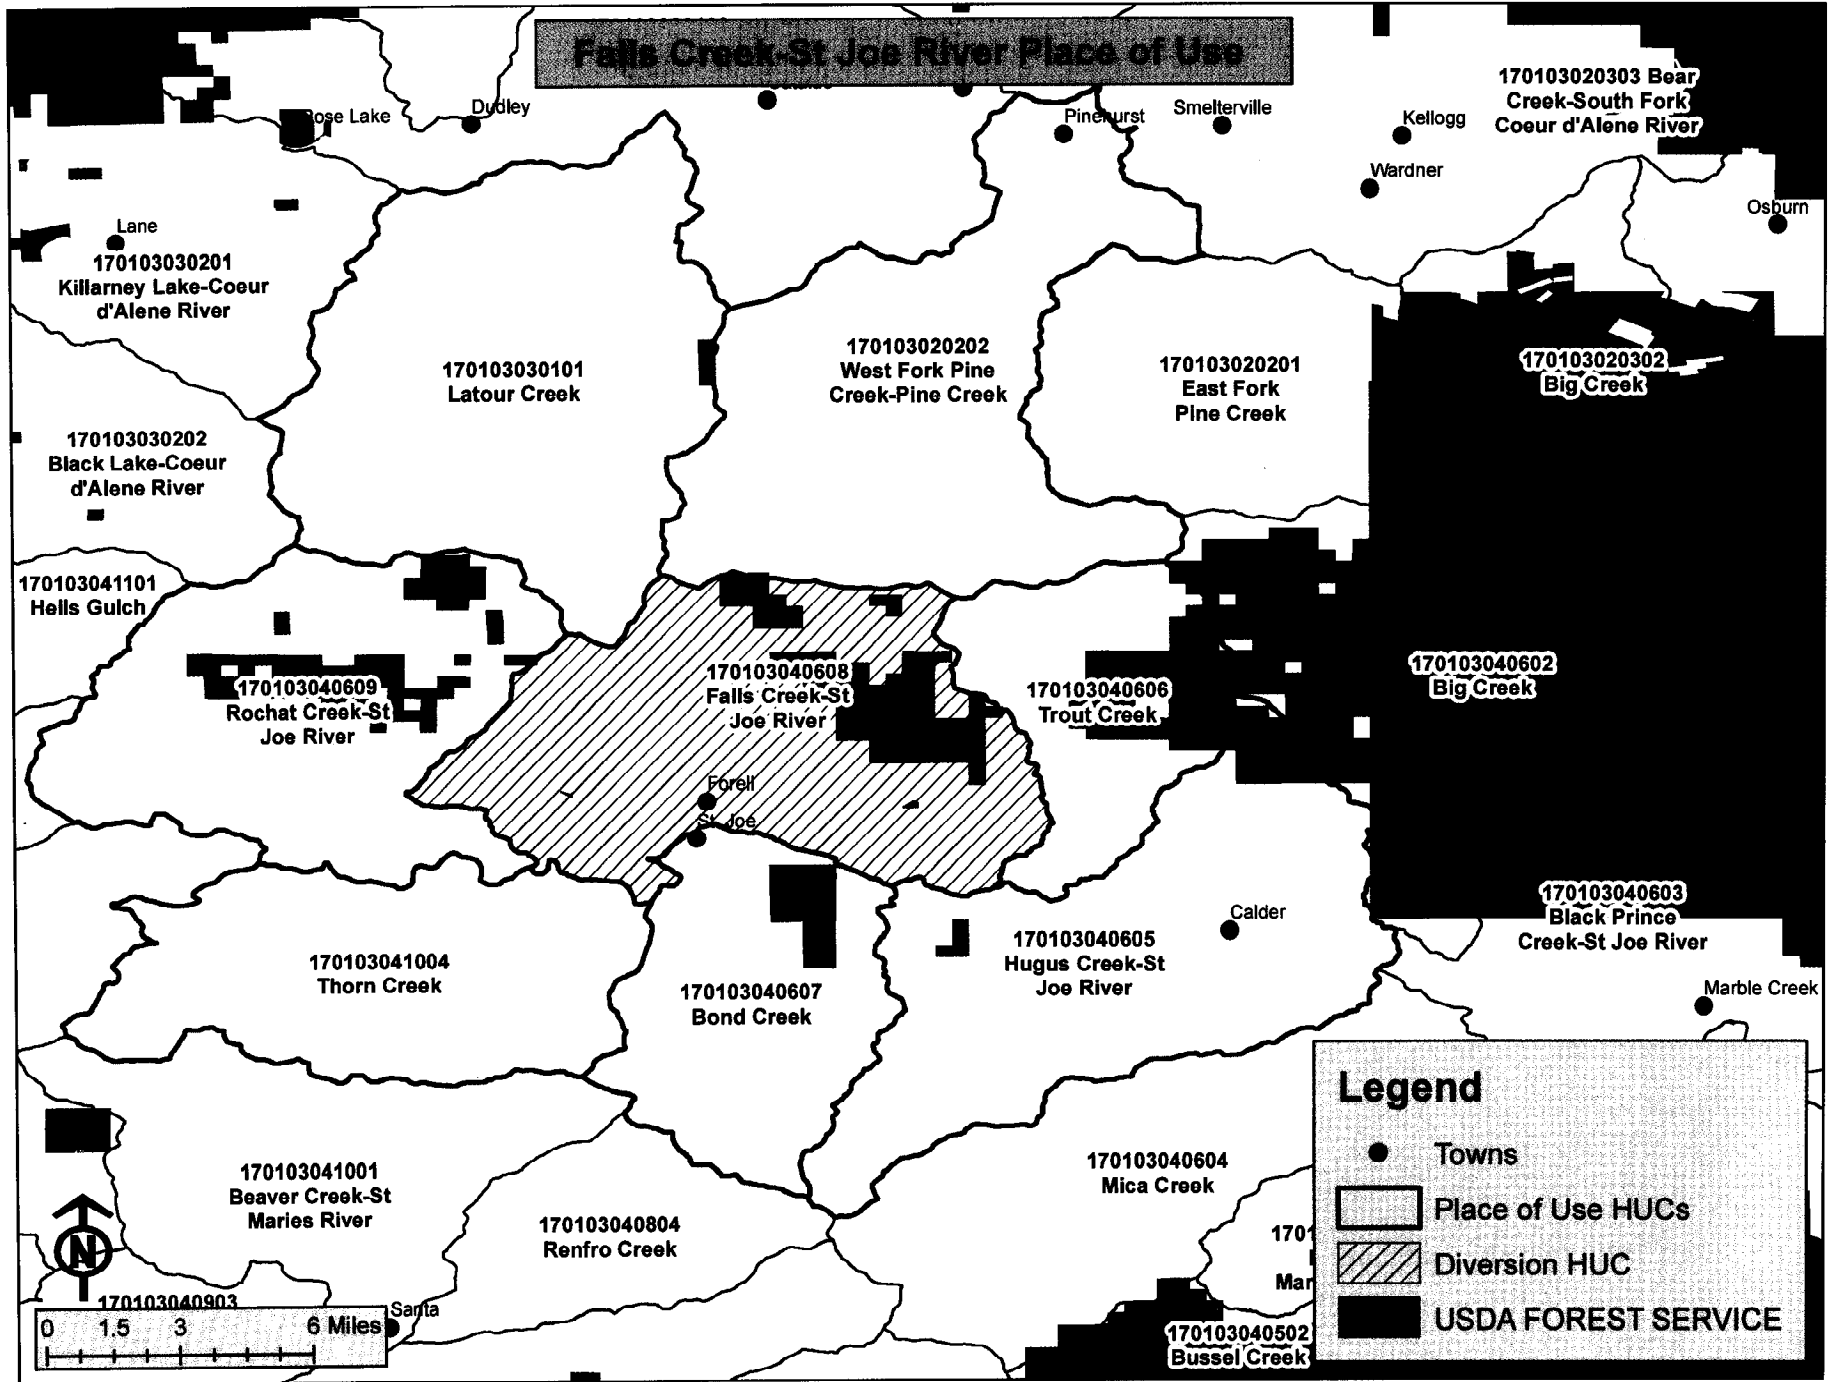 Falls Creek-St Joe River Place of Use
170103020303 Bear
Creek-South Fork
Coeur d'Alene River
Rose Lake
Dudley
Pinehurst
Smelterville
Kellogg
Wardner
Osburn
Lane
170103030201
Killarney Lake-Coeur
d'Alene River
170103030101
Latour Creek
170103020202
West Fork Pine
Creek-Pine Creek
170103020201
East Fork
Pine Creek
170103020302
Big Creek
170103030202
Black Lake-Coeur
d'Alene River
170103041101
Hells Gulch
170103040609
Rochat Creek-St
Joe River
170103040608
Falls Creek-St
Joe River
170103040606
Trout Creek
170103040602
Big Creek
Forell
St. Joe
170103040603
Black Prince
Creek-St Joe River
Calder
170103040605
Hugus Creek-St
Joe River
170103041004
Thorn Creek
170103040607
Bond Creek
Marble Creek
170103041001
Beaver Creek-St
Maries River
170103040804
Renfro Creek
170103040604
Mica Creek
1701
Mar
170103040903
Santa
170103040502
Bussel Creek
N
0 1.5 3 6 Miles
Legend
Towns
Place of Use HUCs
Diversion HUC
USDA FOREST SERVICE